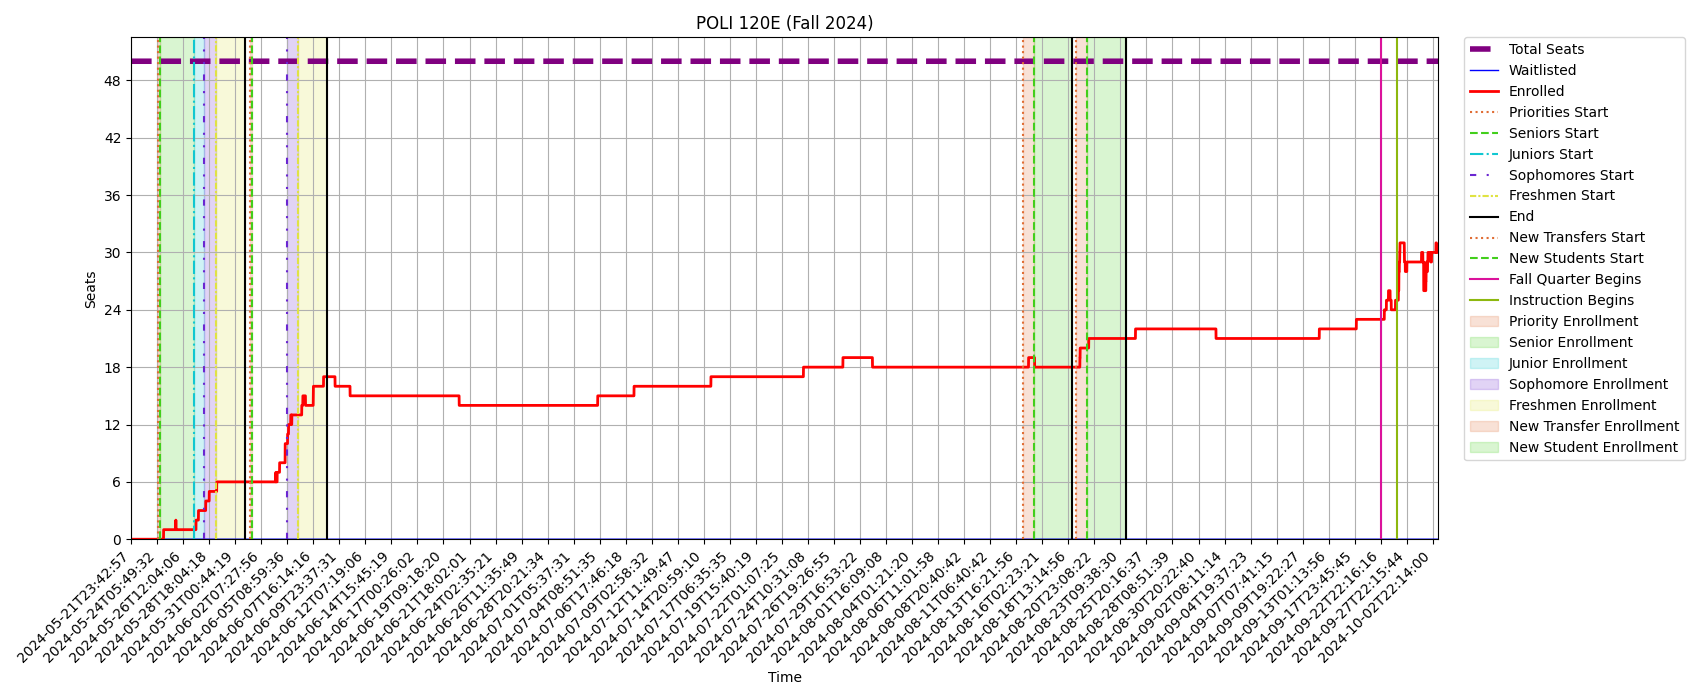 POLI 120E (Fall 2024)
Seats
48
42
36
30
24
18
12
6
0
2024-05-21T23:42:57
2024-05-24T05:49:32
2024-05-26T12:04:06
2024-05-28T18:04:18
2024-05-31T00:44:19
2024-06-02T07:27:56
2024-06-05T08:59:36
2024-06-07T16:14:16
2024-06-09T23:37:31
2024-06-12T07:19:06
2024-06-14T15:45:19
2024-06-17T00:26:02
2024-06-19T09:18:20
2024-06-21T18:02:01
2024-06-24T02:35:21
2024-06-26T11:35:49
2024-06-28T20:21:34
2024-07-01T05:37:31
2024-07-04T08:51:35
2024-07-06T17:46:18
2024-07-09T02:58:32
2024-07-12T11:49:47
2024-07-14T20:59:10
2024-07-17T06:35:35
2024-07-19T15:40:19
2024-07-22T01:07:25
2024-07-24T10:31:08
2024-07-26T19:26:55
2024-07-29T16:53:22
2024-08-01T16:09:08
2024-08-04T01:21:20
2024-08-06T11:01:58
2024-08-08T20:40:42
2024-08-11T06:40:42
2024-08-13T16:21:56
2024-08-16T02:23:21
2024-08-18T13:14:56
2024-08-20T23:08:22
2024-08-23T09:38:30
2024-08-25T20:16:37
2024-08-28T08:51:39
2024-08-30T20:22:40
2024-09-02T08:11:14
2024-09-04T19:37:23
2024-09-07T07:41:15
2024-09-09T19:22:27
2024-09-13T01:13:56
2024-09-17T23:45:45
2024-09-22T22:16:16
2024-09-27T22:15:44
2024-10-02T22:14:00
Time
Total Seats
Waitlisted
Enrolled
Priorities Start
Seniors Start
Juniors Start
Sophomores Start
Freshmen Start
End
New Transfers Start
New Students Start
Fall Quarter Begins
Instruction Begins
Priority Enrollment
Senior Enrollment
Junior Enrollment
Sophomore Enrollment
Freshmen Enrollment
New Transfer Enrollment
New Student Enrollment